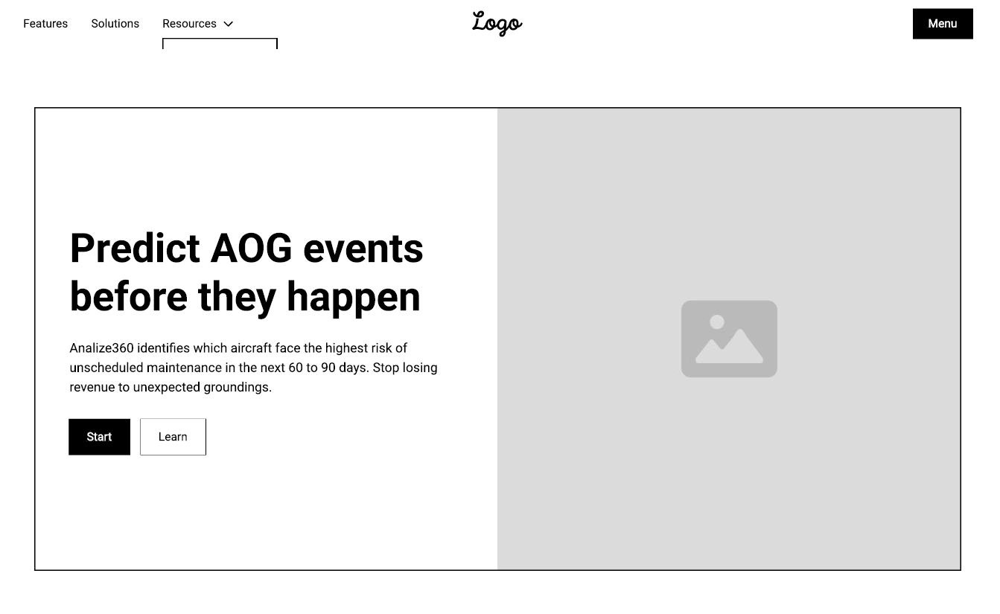 Features Solutions Resources Logo Menu
Predict AOG events
before they happen
Analize360 identifies which aircraft face the highest risk of
unscheduled maintenance in the next 60 to 90 days. Stop losing
revenue to unexpected groundings.
Start Learn